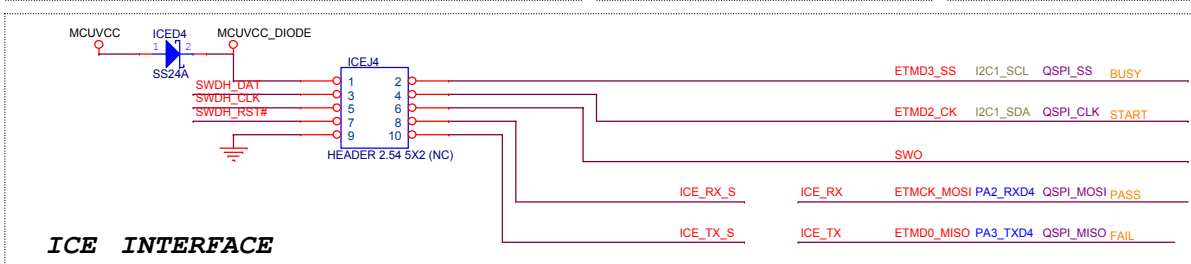 MCUVCC ICED4 MCUVCC_DIODE
1 2
SS24A
ICEJ4
SWDH_DAT 1 2 ETMD3_SS I2C1_SCL QSPI_SS BUSY
SWDH_CLK 3 4 ETMD2_CK I2C1_SDA QSPI_CLK START
SWDH_RST# 5 6 SWO
7 8 ICE_RX_S ICE_RX ETMCK_MOSI PA2_RXD4 QSPI_MOSI PASS
9 10 ICE_TX_S ICE_TX ETMD0_MISO PA3_TXD4 QSPI_MISO FAIL
HEADER 2.54 5X2 (NC)
ICE INTERFACE